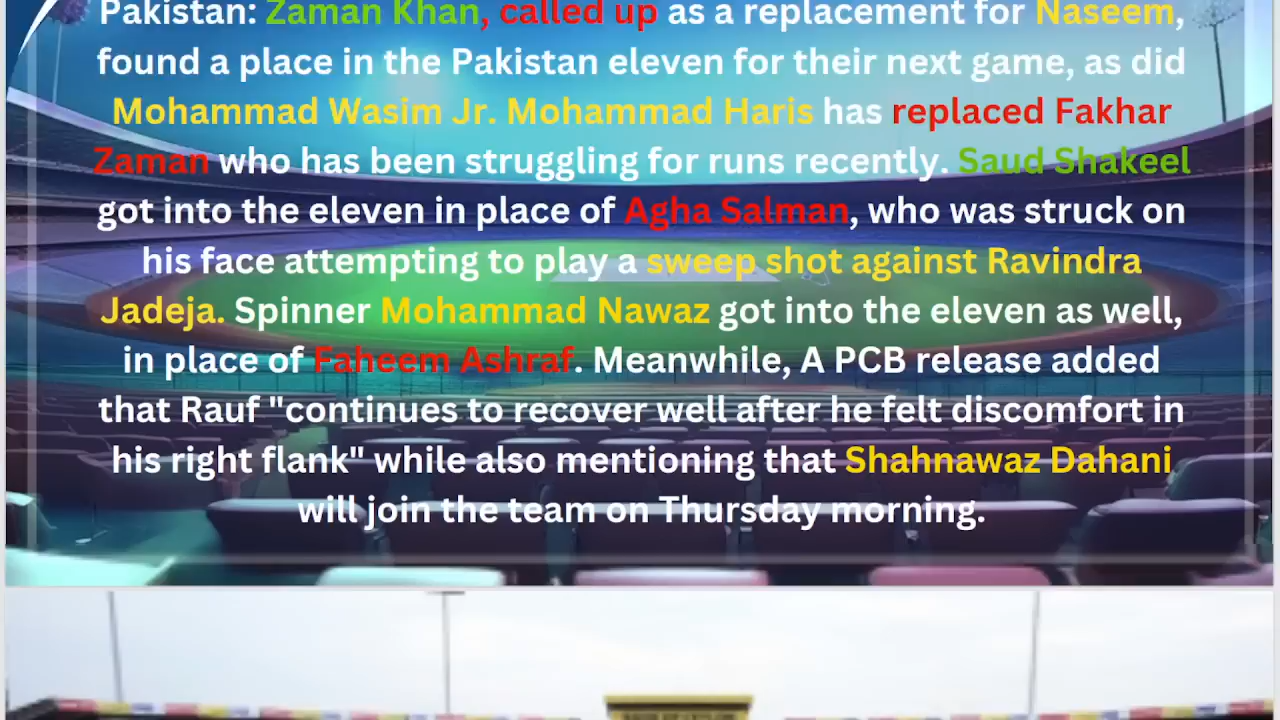 Pakistan: Zaman Khan, called up as a replacement for Naseem,
found a place in the Pakistan eleven for their next game, as did
Mohammad Wasim Jr. Mohammad Haris has replaced Fakhar
Zaman who has been struggling for runs recently. Saud Shakeel
got into the eleven in place of Agha Salman, who was struck on
his face attempting to play a sweep shot against Ravindra
Jadeja. Spinner Mohammad Nawaz got into the eleven as well,
in place of Faheem Ashraf. Meanwhile, A PCB release added
that Rauf "continues to recover well after he felt discomfort in
his right flank" while also mentioning that Shahnawaz Dahani
will join the team on Thursday morning.